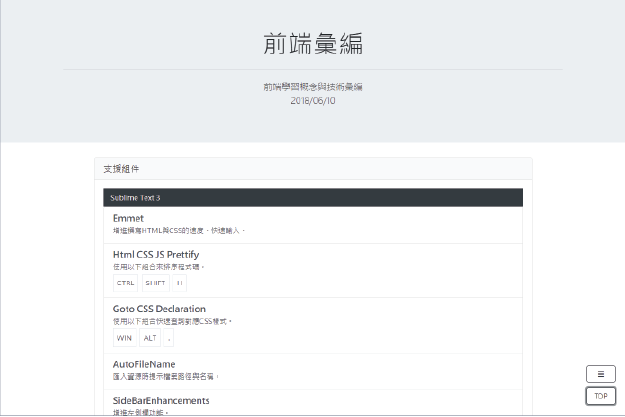 前端彙編
前端學習概念與技術彙編
2018/06/10
支援組件
Sublime Text 3
Emmet
增進撰寫HTML與CSS的速度、快速輸入。
Html CSS JS Prettify
使用以下組合來排序程式碼。
CTRL SHIFT H
Goto CSS Declaration
使用以下組合快速查詢對應CSS樣式。
WIN ALT .
AutoFileName
匯入資源時提示檔案路徑與名稱。
SideBarEnhancements
增進左側欄功能。
TOP